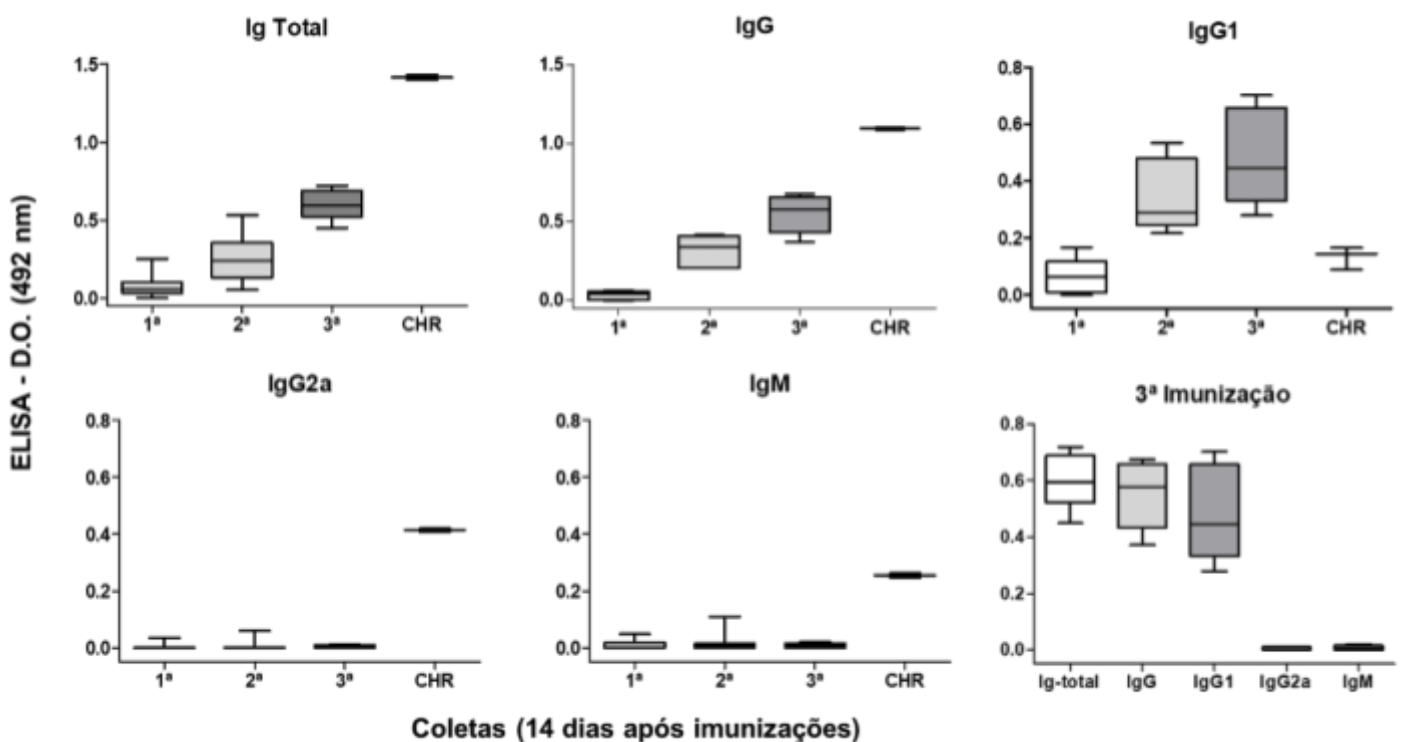 Ig Total
1.5
1.0
0.5
0.0
1ª
2ª
3ª
CHR
IgG
1.5
1.0
0.5
0.0
1ª
2ª
3ª
CHR
IgG1
0.8
0.6
0.4
0.2
0.0
1ª
2ª
3ª
CHR
ELISA - D.O. (492 nm)
IgG2a
0.8
0.6
0.4
0.2
0.0
1ª
2ª
3ª
CHR
IgM
0.8
0.6
0.4
0.2
0.0
1ª
2ª
3ª
CHR
3ª Imunização
0.8
0.6
0.4
0.2
0.0
Ig-total
IgG
IgG1
IgG2a
IgM
Coletas (14 dias após imunizações)